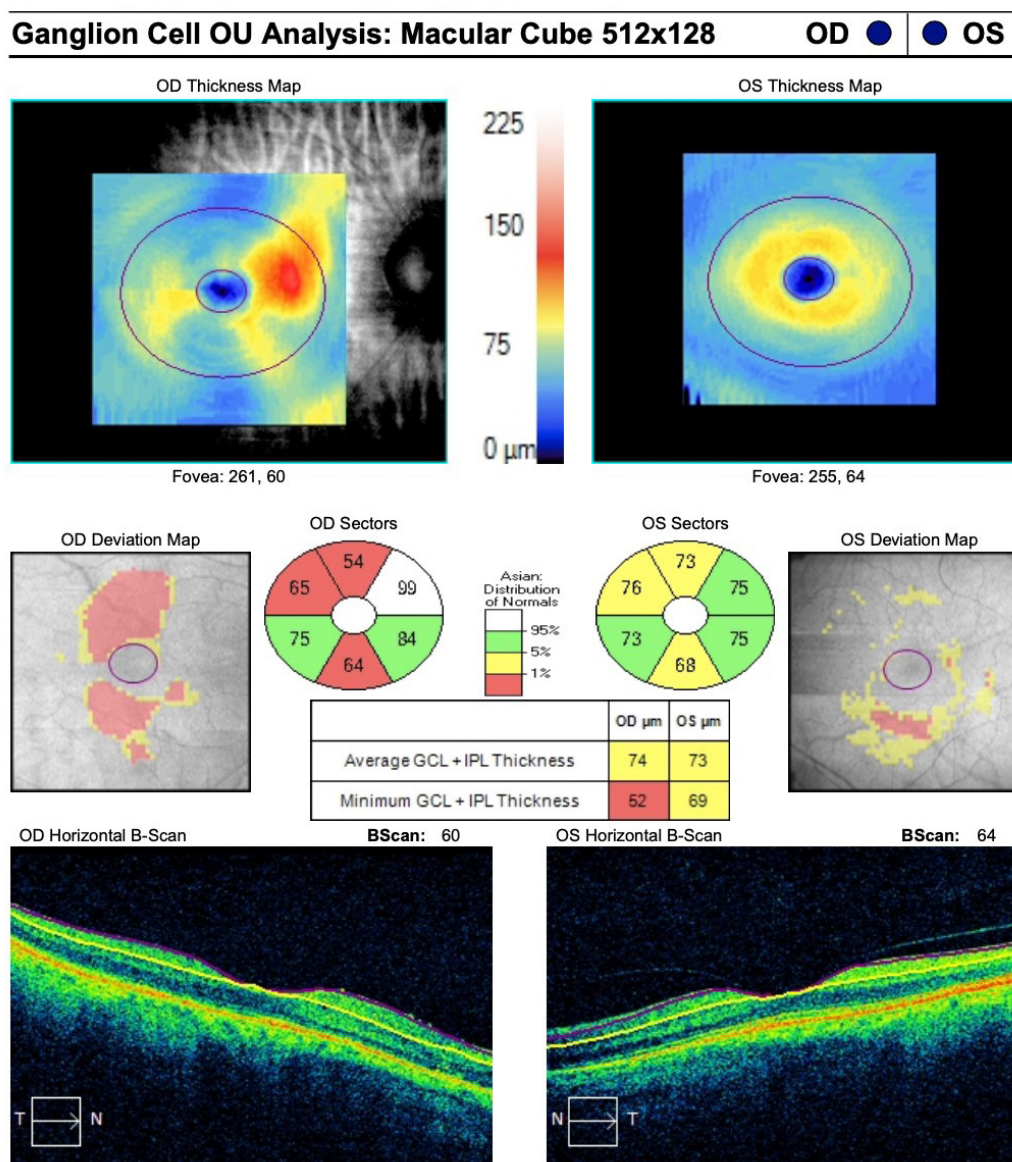 Ganglion Cell OU Analysis: Macular Cube 512x128 OD OS
OD Thickness Map
OS Thickness Map
225
150
75
0 µm
Fovea: 261, 60
Fovea: 255, 64
OD Deviation Map
OD Sectors
OS Sectors
OS Deviation Map
54
65
99
75
84
64
Asian:
Distribution
of Normals
95%
5%
1%
73
76
75
73
75
68
OD µm OS µm
Average GCL + IPL Thickness 74 73
Minimum GCL + IPL Thickness 52 69
OD Horizontal B-Scan BScan: 60
OS Horizontal B-Scan BScan: 64
T N
N T